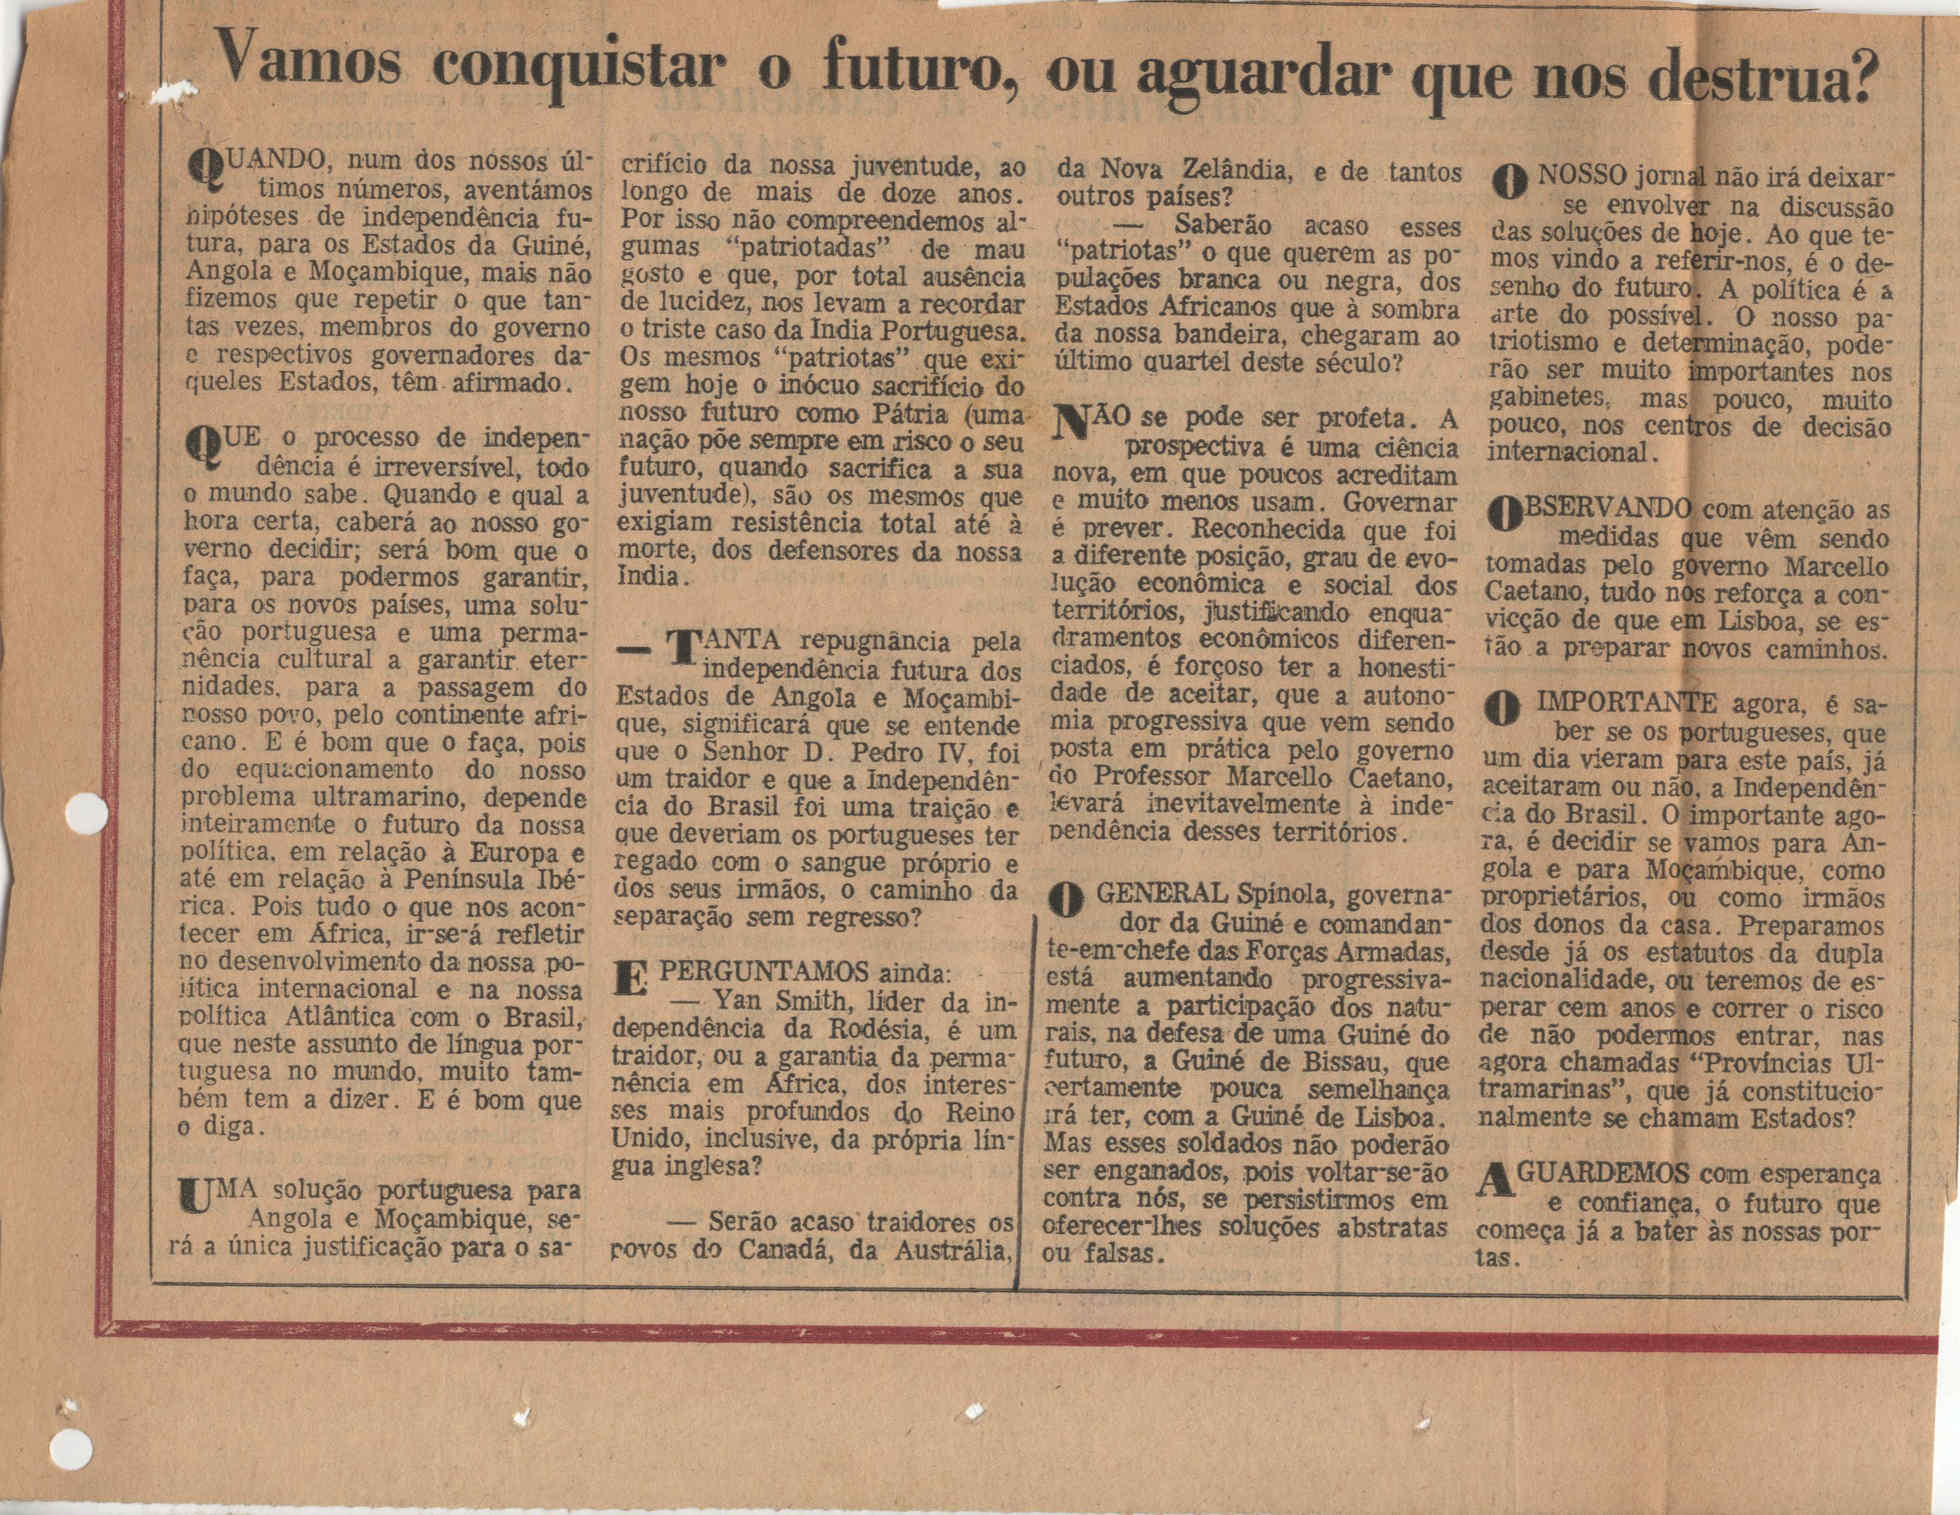 Vamos conquistar o futuro, ou aguardar que nos destrua?
QUANDO, num dos nossos úl-
timos números, aventámos
hipóteses de independência fu-
tura, para os Estados da Guiné,
Angola e Moçambique, mais não
fizemos que repetir o que tan-
tas vezes, membros do governo
e respectivos governadores da-
queles Estados, têm afirmado.
QUE o processo de indepen-
dência é irreversível, todo
o mundo sabe. Quando e qual a
hora certa, caberá ao nosso go-
verno decidir; será bom que o
faça, para podermos garantir,
para os novos países, uma solu-
ção portuguesa e uma perma-
nência cultural a garantir eter-
nidades, para a passagem do
nosso povo, pelo continente afri-
cano. E é bom que o faça, pois
do equacionamento do nosso
problema ultramarino, depende
inteiramente o futuro da nossa
política, em relação à Europa e
até em relação à Península Ibé-
rica. Pois tudo o que nos acon-
tecer em África, ir-se-á refletir
no desenvolvimento da nossa po-
lítica internacional e na nossa
política Atlântica com o Brasil,
que neste assunto de língua por-
tuguesa no mundo, muito tam-
bém tem a dizer. E é bom que
o diga.
UMA solução portuguesa para
Angola e Moçambique, se-
rá a única justificação para o sa-
crifício da nossa juventude, ao
longo de mais de doze anos.
Por isso não compreendemos al-
gumas "patriotadas" de mau
gosto e que, por total ausência
de lucidez, nos levam a recordar
o triste caso da India Portuguesa.
Os mesmos "patriotas" que exi-
gem hoje o inócuo sacrifício do
nosso futuro como Pátria (uma
nação põe sempre em risco o seu
futuro, quando sacrifica a sua
juventude), são os mesmos que
exigiam resistência total até à
morte, dos defensores da nossa
India.
— TANTA repugnância pela
independência futura dos
Estados de Angola e Moçambi-
que, significará que se entende
que o Senhor D. Pedro IV, foi
um traidor e que a Independên-
cia do Brasil foi uma traição e
que deveriam os portugueses ter
regado com o sangue próprio e
dos seus irmãos, o caminho da
separação sem regresso?
E PERGUNTAMOS ainda:
— Yan Smith, líder da in-
dependência da Rodésia, é um
traidor, ou a garantia da perma-
nência em África, dos interes-
ses mais profundos do Reino
Unido, inclusive, da própria lín-
gua inglesa?
— Serão acaso traidores os
povos do Canadá, da Austrália,
da Nova Zelândia, e de tantos
outros países?
— Saberão acaso esses
"patriotas" o que querem as po-
pulações branca ou negra, dos
Estados Africanos que à sombra
da nossa bandeira, chegaram ao
último quartel deste século?
NÃO se pode ser profeta. A
prospectiva é uma ciência
nova, em que poucos acreditam
e muito menos usam. Governar
é prever. Reconhecida que foi
a diferente posição, grau de evo-
lução econômica e social dos
territórios, justificando enqua-
dramentos econômicos diferen-
ciados, é forçoso ter a honesti-
dade de aceitar, que a autono-
mia progressiva que vem sendo
posta em prática pelo governo
do Professor Marcello Caetano,
levará inevitavelmente à inde-
pendência desses territórios.
O GENERAL Spínola, governa-
dor da Guiné e comandan-
te-em-chefe das Forças Armadas,
está aumentando progressiva-
mente a participação dos natu-
rais, na defesa de uma Guiné do
futuro, a Guiné de Bissau, que
certamente pouca semelhança
irá ter, com a Guiné de Lisboa.
Mas esses soldados não poderão
ser enganados, pois voltar-se-ão
contra nós, se persistirmos em
oferecer-lhes soluções abstratas
ou falsas.
O NOSSO jornal não irá deixar-
se envolver na discussão
das soluções de hoje. Ao que te-
mos vindo a referir-nos, é o de-
senho do futuro. A política é a
arte do possível. O nosso pa-
triotismo e determinação, pode-
rão ser muito importantes nos
gabinetes, mas pouco, muito
pouco, nos centros de decisão
internacional.
OBSERVANDO com atenção as
medidas que vêm sendo
tomadas pelo governo Marcello
Caetano, tudo nos reforça a con-
vicção de que em Lisboa, se es-
tão a preparar novos caminhos.
O IMPORTANTE agora, é sa-
ber se os portugueses, que
um dia vieram para este país, já
aceitaram ou não, a Independên-
cia do Brasil. O importante ago-
ra, é decidir se vamos para An-
gola e para Moçambique, como
proprietários, ou como irmãos
dos donos da casa. Preparamos
desde já os estatutos da dupla
nacionalidade, ou teremos de es-
perar cem anos e correr o risco
de não podermos entrar, nas
agora chamadas "Províncias Ul-
tramarinas", que já constitucio-
nalmente se chamam Estados?
AGUARDEMOS com esperança
e confiança, o futuro que
começa já a bater às nossas por-
tas.